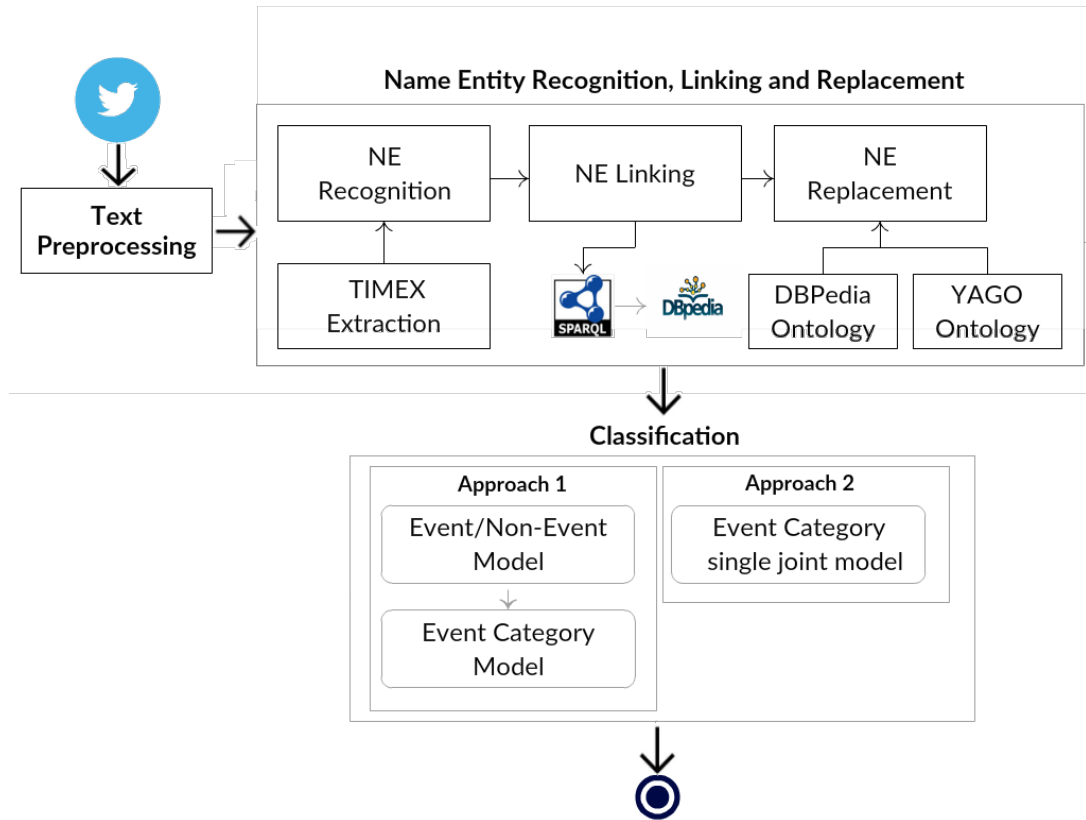 Name Entity Recognition, Linking and Replacement
Text
Preprocessing
NE
Recognition
NE Linking
NE
Replacement
TIMEX
Extraction
SPARQL
DBpedia
DBPedia
Ontology
YAGO
Ontology
Classification
Approach 1
Event/Non-Event
Model
Event Category
Model
Approach 2
Event Category
single joint model